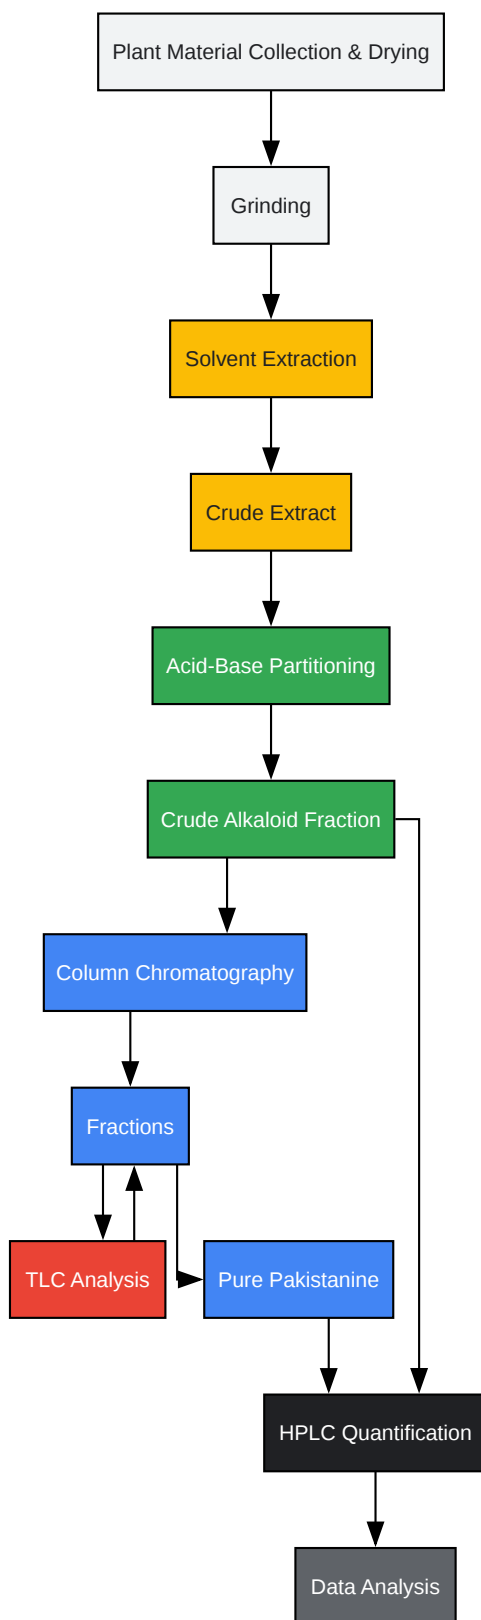 Plant Material Collection & Drying
Grinding
Solvent Extraction
Crude Extract
Acid-Base Partitioning
Crude Alkaloid Fraction
Column Chromatography
Fractions
TLC Analysis
Pure Pakistanine
HPLC Quantification
Data Analysis